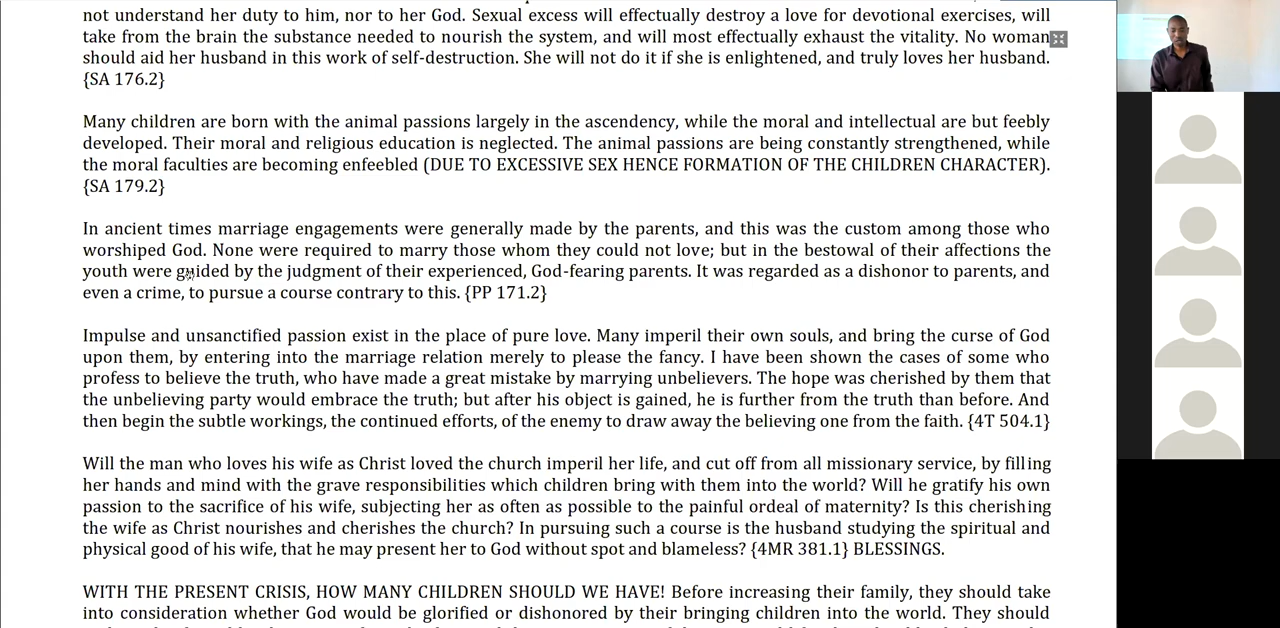 not understand her duty to him, nor to her God. Sexual excess will effectually destroy a love for devotional exercises, will
take from the brain the substance needed to nourish the system, and will most effectually exhaust the vitality. No woman
should aid her husband in this work of self-destruction. She will not do it if she is enlightened, and truly loves her husband.
{SA 176.2}
Many children are born with the animal passions largely in the ascendency, while the moral and intellectual are but feebly
developed. Their moral and religious education is neglected. The animal passions are being constantly strengthened, while
the moral faculties are becoming enfeebled (DUE TO EXCESSIVE SEX HENCE FORMATION OF THE CHILDREN CHARACTER).
{SA 179.2}
In ancient times marriage engagements were generally made by the parents, and this was the custom among those who
worshiped God. None were required to marry those whom they could not love; but in the bestowal of their affections the
youth were guided by the judgment of their experienced, God-fearing parents. It was regarded as a dishonor to parents, and
even a crime, to pursue a course contrary to this. {PP 171.2}
Impulse and unsanctified passion exist in the place of pure love. Many imperil their own souls, and bring the curse of God
upon them, by entering into the marriage relation merely to please the fancy. I have been shown the cases of some who
profess to believe the truth, who have made a great mistake by marrying unbelievers. The hope was cherished by them that
the unbelieving party would embrace the truth; but after his object is gained, he is further from the truth than before. And
then begin the subtle workings, the continued efforts, of the enemy to draw away the believing one from the faith. {4T 504.1}
Will the man who loves his wife as Christ loved the church imperil her life, and cut off from all missionary service, by filling
her hands and mind with the grave responsibilities which children bring with them into the world? Will he gratify his own
passion to the sacrifice of his wife, subjecting her as often as possible to the painful ordeal of maternity? Is this cherishing
the wife as Christ nourishes and cherishes the church? In pursuing such a course is the husband studying the spiritual and
physical good of his wife, that he may present her to God without spot and blameless? {4MR 381.1} BLESSINGS.
WITH THE PRESENT CRISIS, HOW MANY CHILDREN SHOULD WE HAVE! Before increasing their family, they should take
into consideration whether God would be glorified or dishonored by their bringing children into the world. They should